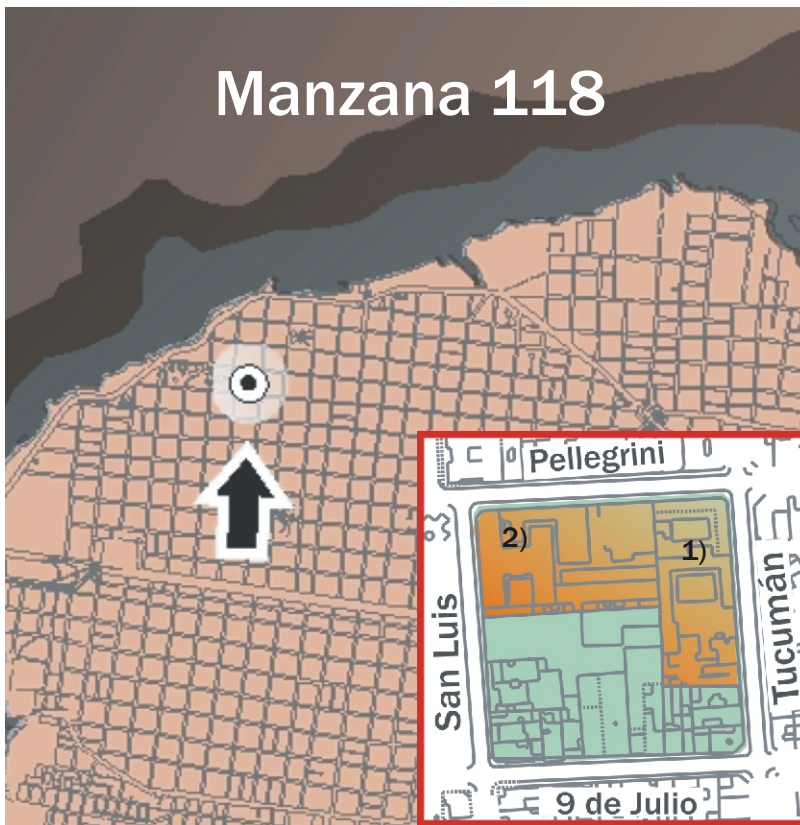 Manzana 118
Pellegrini
2)
1)
San Luis
Tucumán
9 de Julio